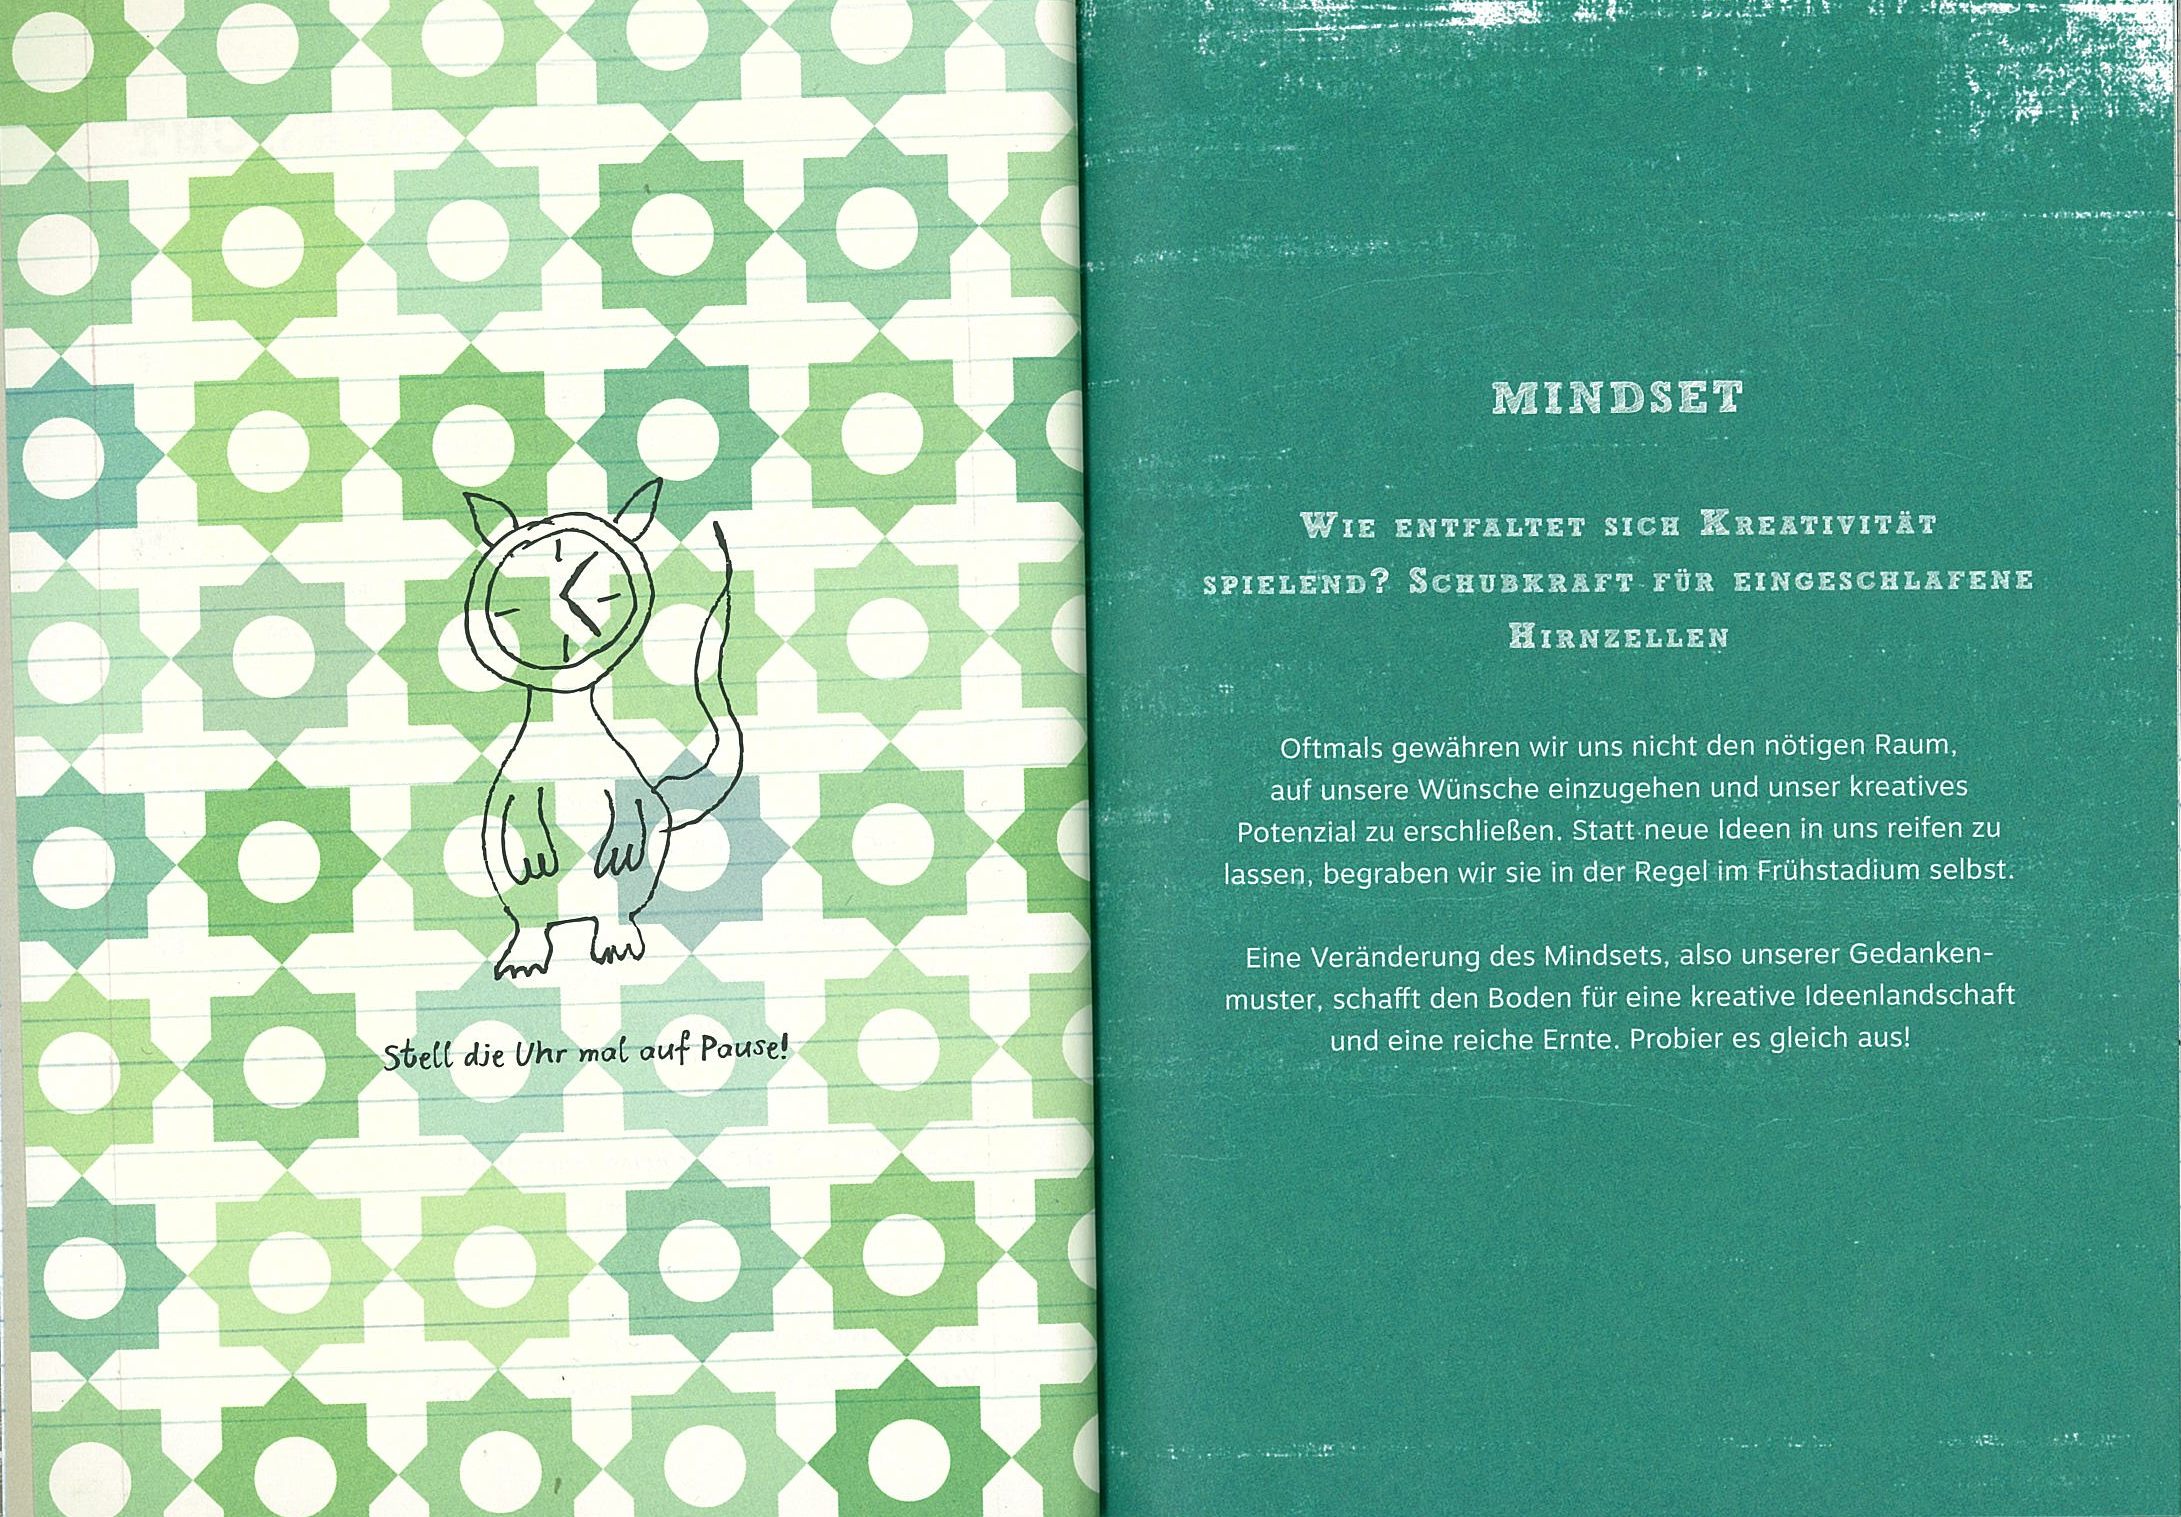 Stell die Uhr mal auf Pause!
MINDSET
WIE ENTFALTET SICH KREATIVITÄT
SPIELEND? SCHUBKRAFT FÜR EINGESCHLAFENE
HIRNZELLEN
Oftmals gewähren wir uns nicht den nötigen Raum,
auf unsere Wünsche einzugehen und unser kreatives
Potenzial zu erschließen. Statt neue Ideen in uns reifen zu
lassen, begraben wir sie in der Regel im Frühstadium selbst.
Eine Veränderung des Mindsets, also unserer Gedanken-
muster, schafft den Boden für eine kreative Ideenlandschaft
und eine reiche Ernte. Probier es gleich aus!